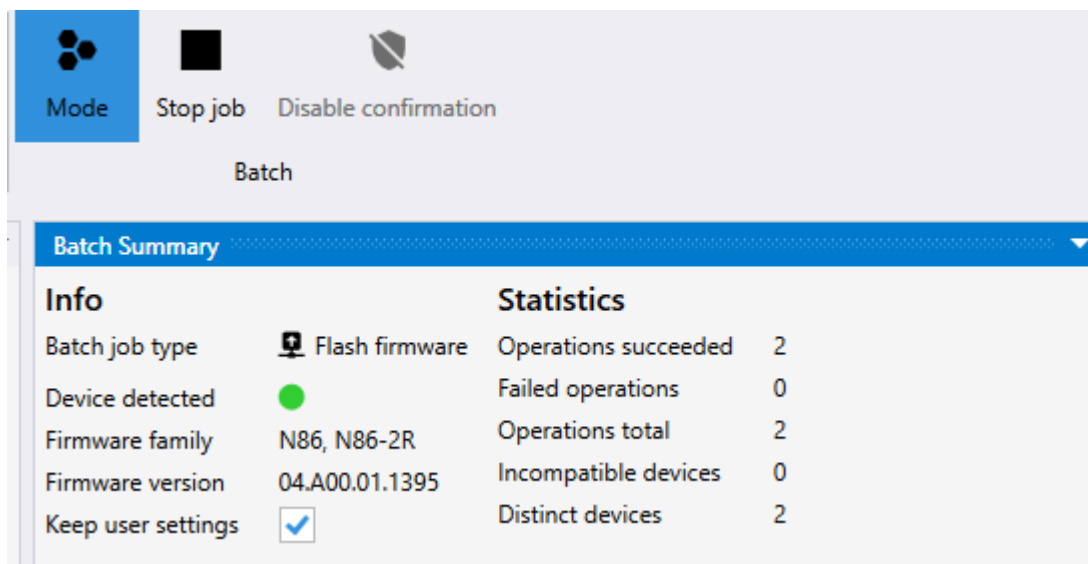 Mode
Stop job
Disable confirmation
Batch
Batch Summary
Info
Batch job type Flash firmware
Device detected
Firmware family N86, N86-2R
Firmware version 04.A00.01.1395
Keep user settings
Statistics
Operations succeeded 2
Failed operations 0
Operations total 2
Incompatible devices 0
Distinct devices 2